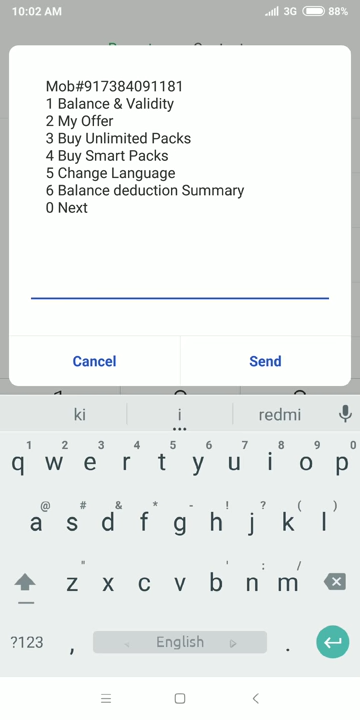 10:02 AM 3G 88%
Mob#917384091181
1 Balance & Validity
2 My Offer
3 Buy Unlimited Packs
4 Buy Smart Packs
5 Change Language
6 Balance deduction Summary
0 Next
Cancel Send
ki i redmi
1 2 3 4 5 6 7 8 9 0
q w e r t y u i o p
@ # & * - ! ? ( )
a s d f g h j k l
" ' : /
z x c v b n m
?123 , English .